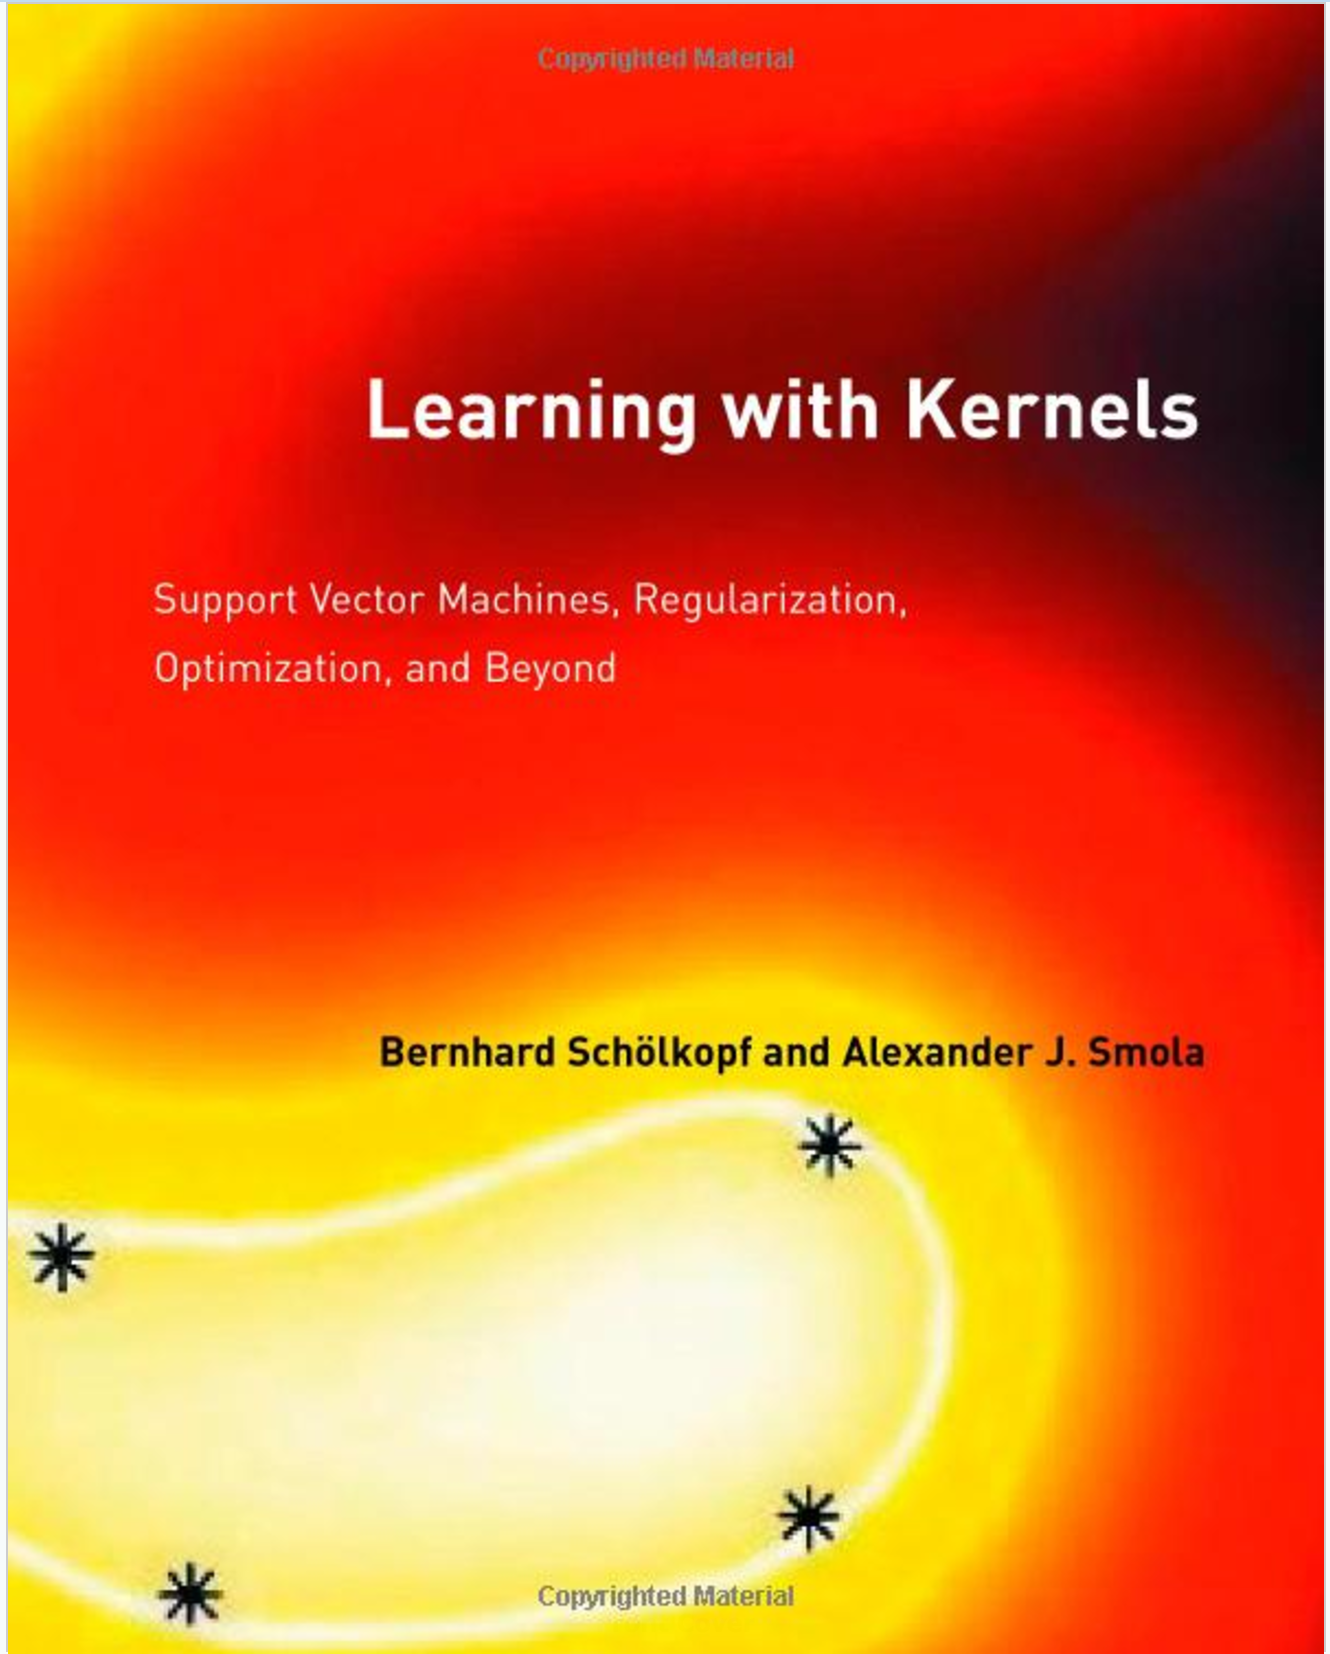 Copyrighted Material
Learning with Kernels
Support Vector Machines, Regularization,
Optimization, and Beyond
Bernhard Schölkopf and Alexander J. Smola
Copyrighted Material